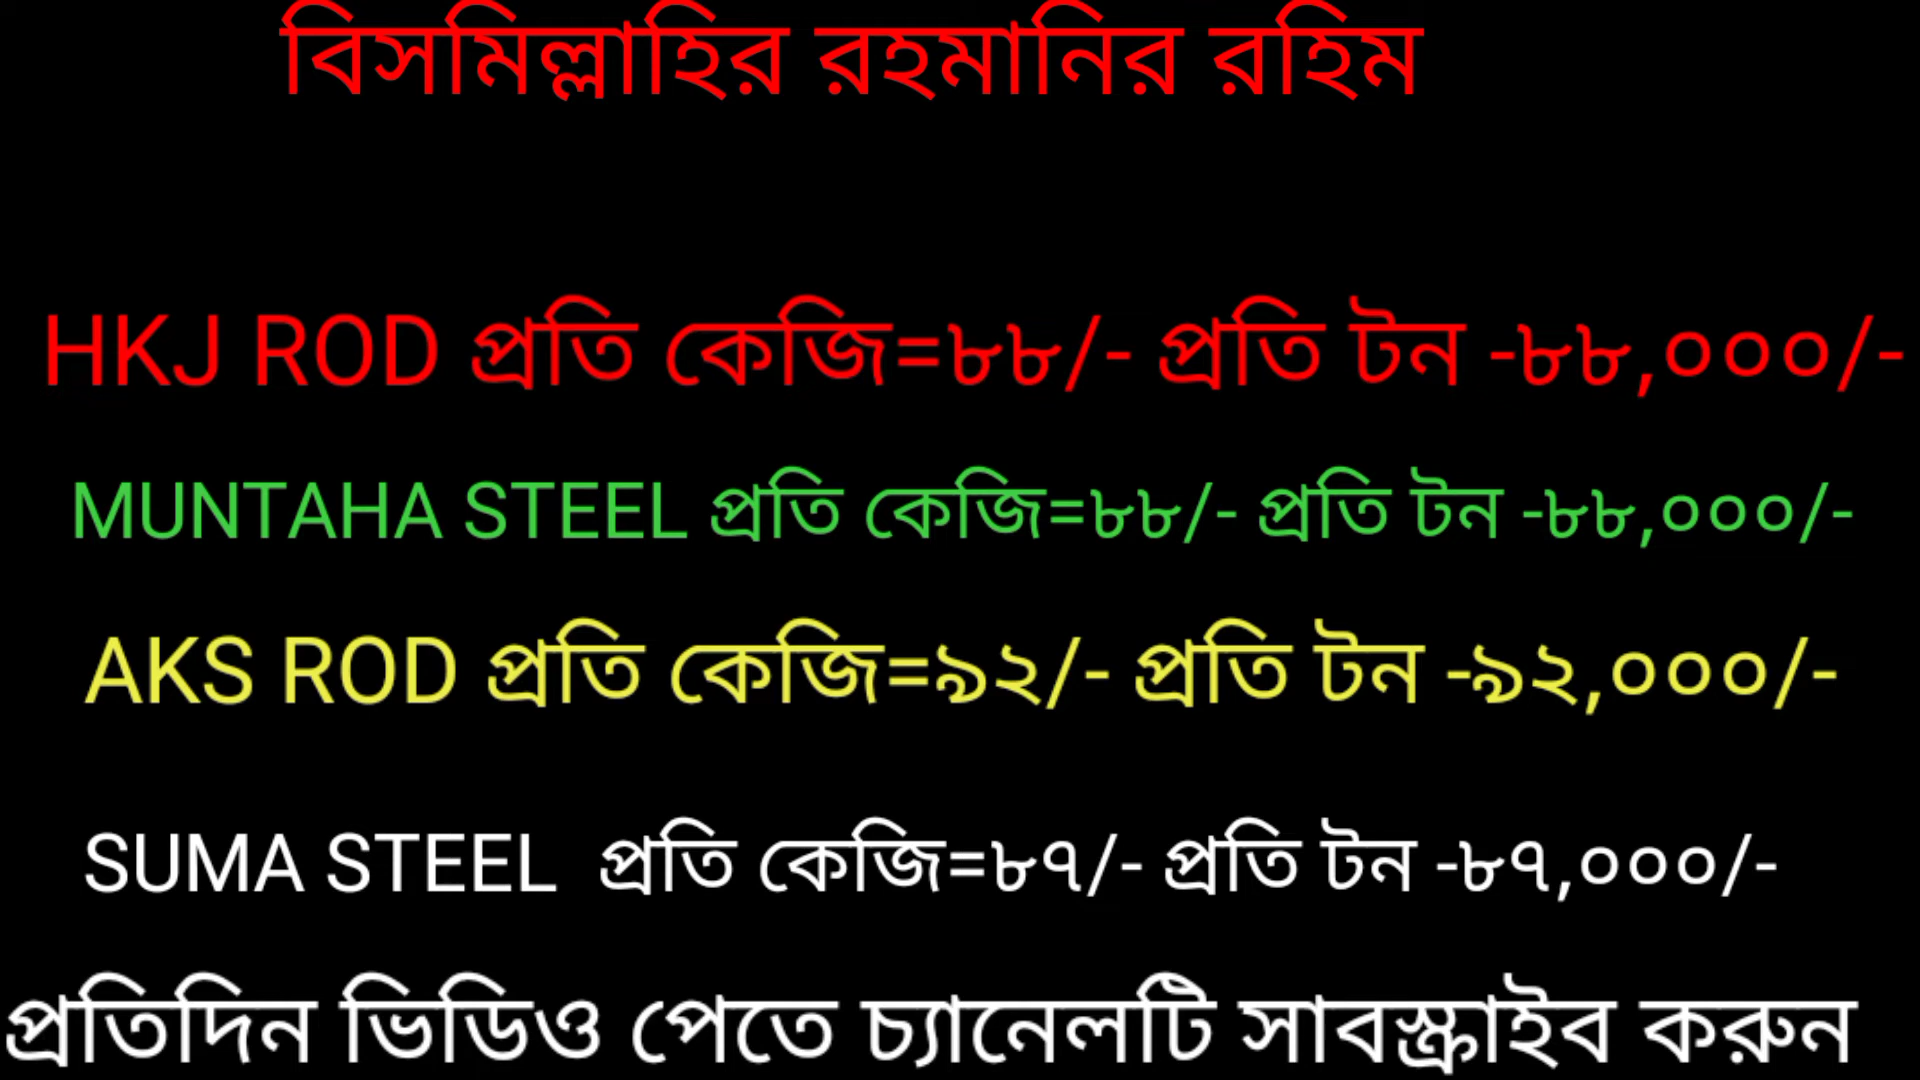 বিসমিল্লাহির রহমানির রহিম
HKJ ROD প্রতি কেজি=৮৮/- প্রতি টন -৮৮,০০০/-
MUNTAHA STEEL প্রতি কেজি=৮৮/- প্রতি টন -৮৮,০০০/-
AKS ROD প্রতি কেজি=৯২/- প্রতি টন -৯২,০০০/-
SUMA STEEL প্রতি কেজি=৮৭/- প্রতি টন -৮৭,০০০/-
প্রতিদিন ভিডিও পেতে চ্যানেলটি সাবস্ক্রাইব করুন